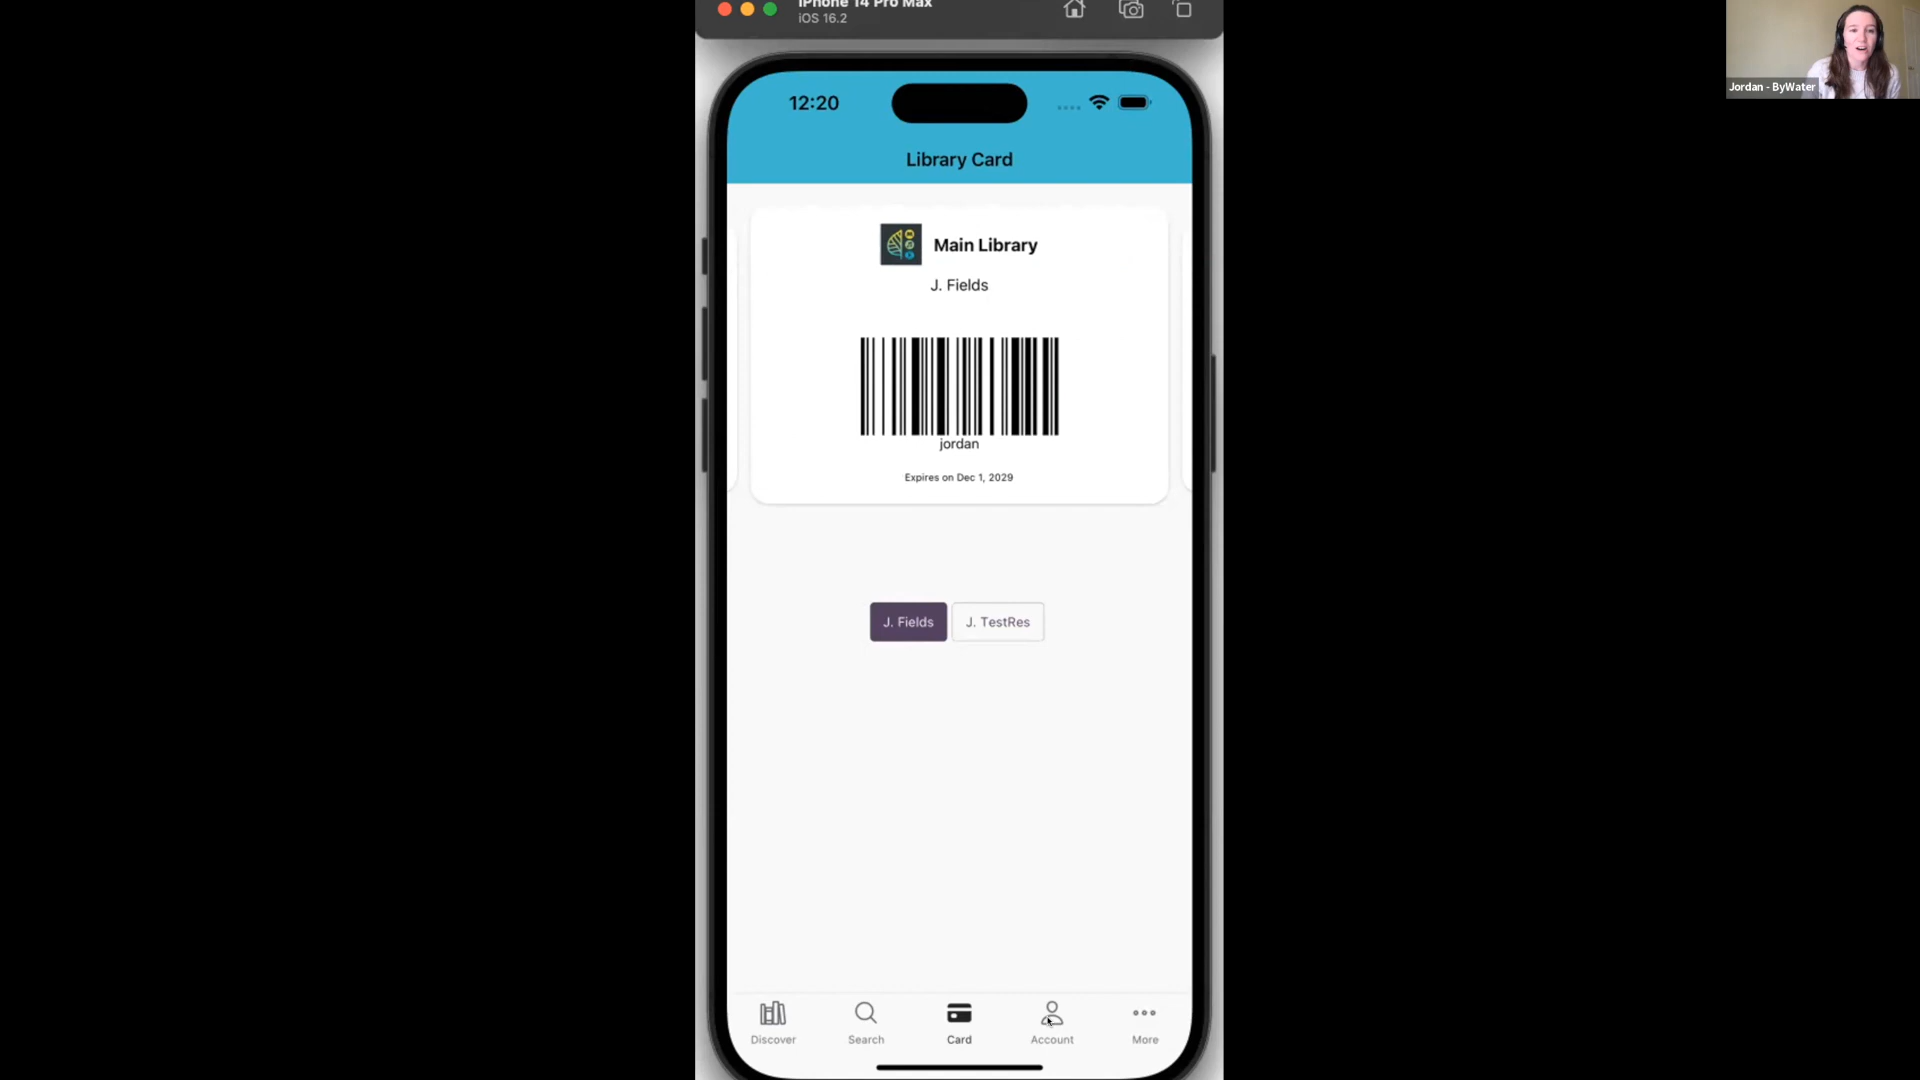 iPhone 14 Pro Max
iOS 16.2
Jordan - ByWater
12:20
Library Card
Main Library
J. Fields
jordan
Expires on Dec 1, 2029
J. Fields
J. TestRes
Discover
Search
Card
Account
More